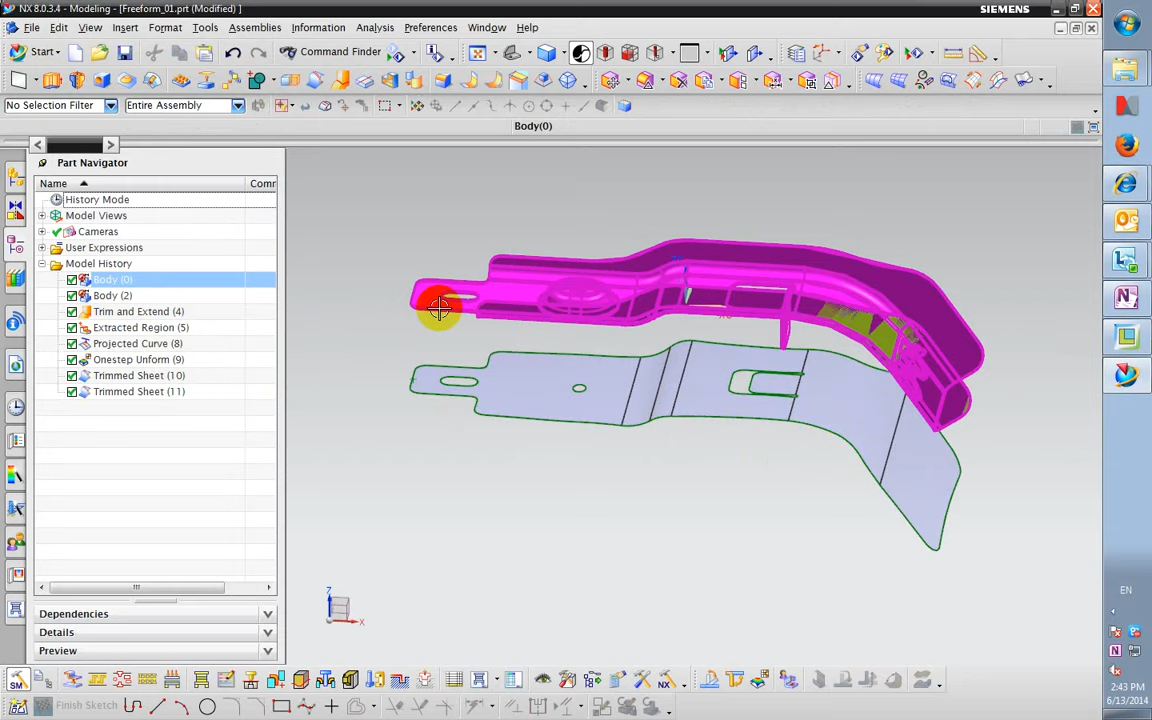 NX 8.0.3.4 - Modeling - [Freeform_01.prt (Modified) ]
SIEMENS
File Edit View Insert Format Tools Assemblies Information Analysis Preferences Window Help
Start
Command Finder
No Selection Filter
Entire Assembly
Body(0)
Part Navigator
Name
Comr
History Mode
Model Views
Cameras
User Expressions
Model History
Body (0)
Body (2)
Trim and Extend (4)
Extracted Region (5)
Projected Curve (8)
Onestep Unform (9)
Trimmed Sheet (10)
Trimmed Sheet (11)
Dependencies
Details
Preview
Z
X
SM
NX
Finish Sketch
EN
2:43 PM
6/13/2014